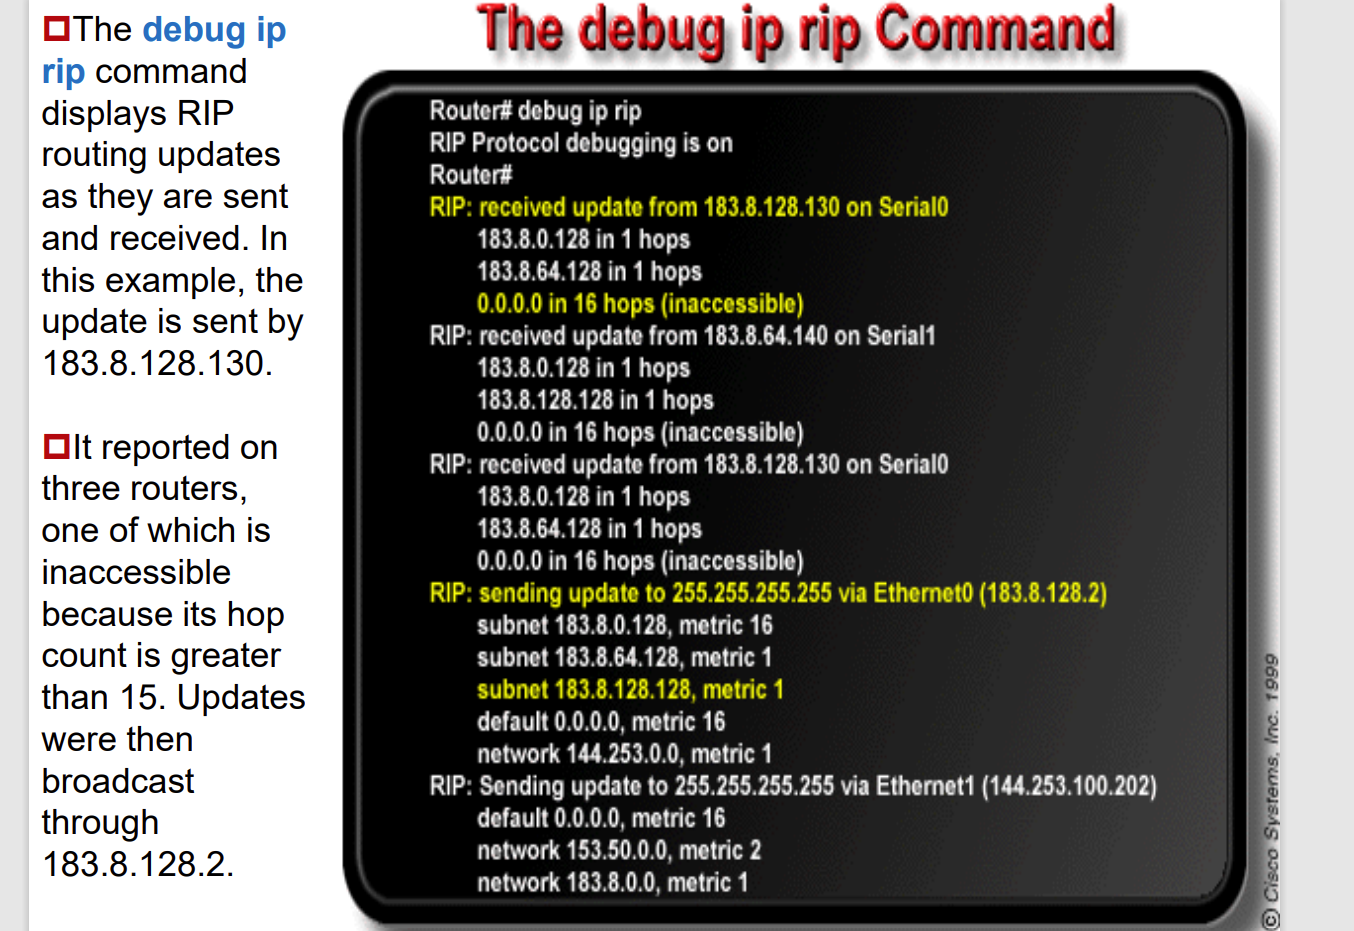 The debug ip
rip command
displays RIP
routing updates
as they are sent
and received. In
this example, the
update is sent by
183.8.128.130.
It reported on
three routers,
one of which is
inaccessible
because its hop
count is greater
than 15. Updates
were then
broadcast
through
183.8.128.2.
The debug ip rip Command
Router# debug ip rip
RIP Protocol debugging is on
Router#
RIP: received update from 183.8.128.130 on Serial0
183.8.0.128 in 1 hops
183.8.64.128 in 1 hops
0.0.0.0 in 16 hops (inaccessible)
RIP: received update from 183.8.64.140 on Serial1
183.8.0.128 in 1 hops
183.8.128.128 in 1 hops
0.0.0.0 in 16 hops (inaccessible)
RIP: received update from 183.8.128.130 on Serial0
183.8.0.128 in 1 hops
183.8.64.128 in 1 hops
0.0.0.0 in 16 hops (inaccessible)
RIP: sending update to 255.255.255.255 via Ethernet0 (183.8.128.2)
subnet 183.8.0.128, metric 16
subnet 183.8.64.128, metric 1
subnet 183.8.128.128, metric 1
default 0.0.0.0, metric 16
network 144.253.0.0, metric 1
RIP: Sending update to 255.255.255.255 via Ethernet1 (144.253.100.202)
default 0.0.0.0, metric 16
network 153.50.0.0, metric 2
network 183.8.0.0, metric 1
(c) Cisco Systems, Inc. 1999